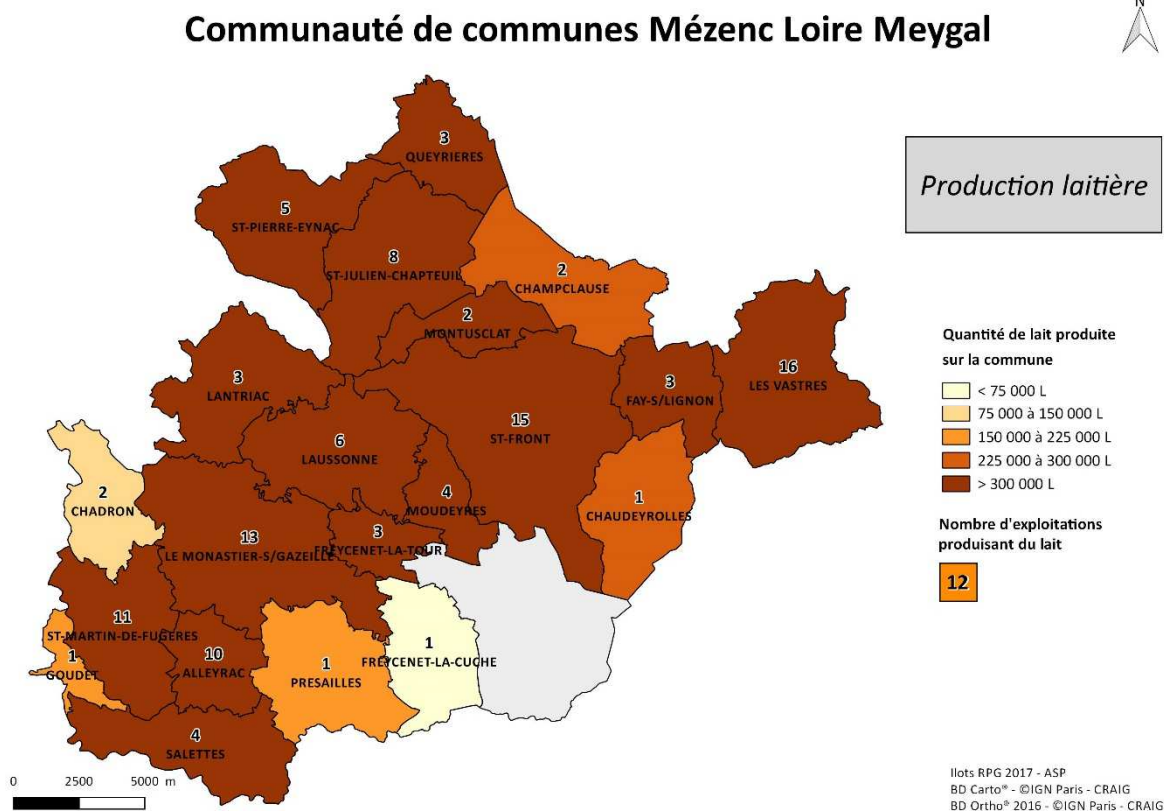 Communauté de communes Mézenc Loire Meygal
N
Production laitière
3
QUEYRIERES
5
ST-PIERRE-EYNAC
8
ST-JULIEN-CHAPTEUIL
2
CHAMPCLAUSE
2
MONTUSCLAT
3
LANTRIAC
3
FAY-S/LIGNON
16
LES VASTRES
15
ST-FRONT
6
LAUSSONNE
2
CHADRON
4
MOUDEYRES
1
CHAUDEYROLLES
13
LE MONASTIER-S/GAZEILLE
3
FREYCENET-LA-TOUR
11
ST-MARTIN-DE-FUGERES
1
GOUDET
10
ALLEYRAC
1
PRESAILLES
1
FREYCENET-LA-CUCHE
4
SALETTES
Quantité de lait produite
sur la commune
< 75 000 L
75 000 à 150 000 L
150 000 à 225 000 L
225 000 à 300 000 L
> 300 000 L
Nombre d'exploitations
produisant du lait
12
0 2500 5000 m
Ilots RPG 2017 - ASP
BD Carto® - ©IGN Paris - CRAIG
BD Ortho® 2016 - ©IGN Paris - CRAIG